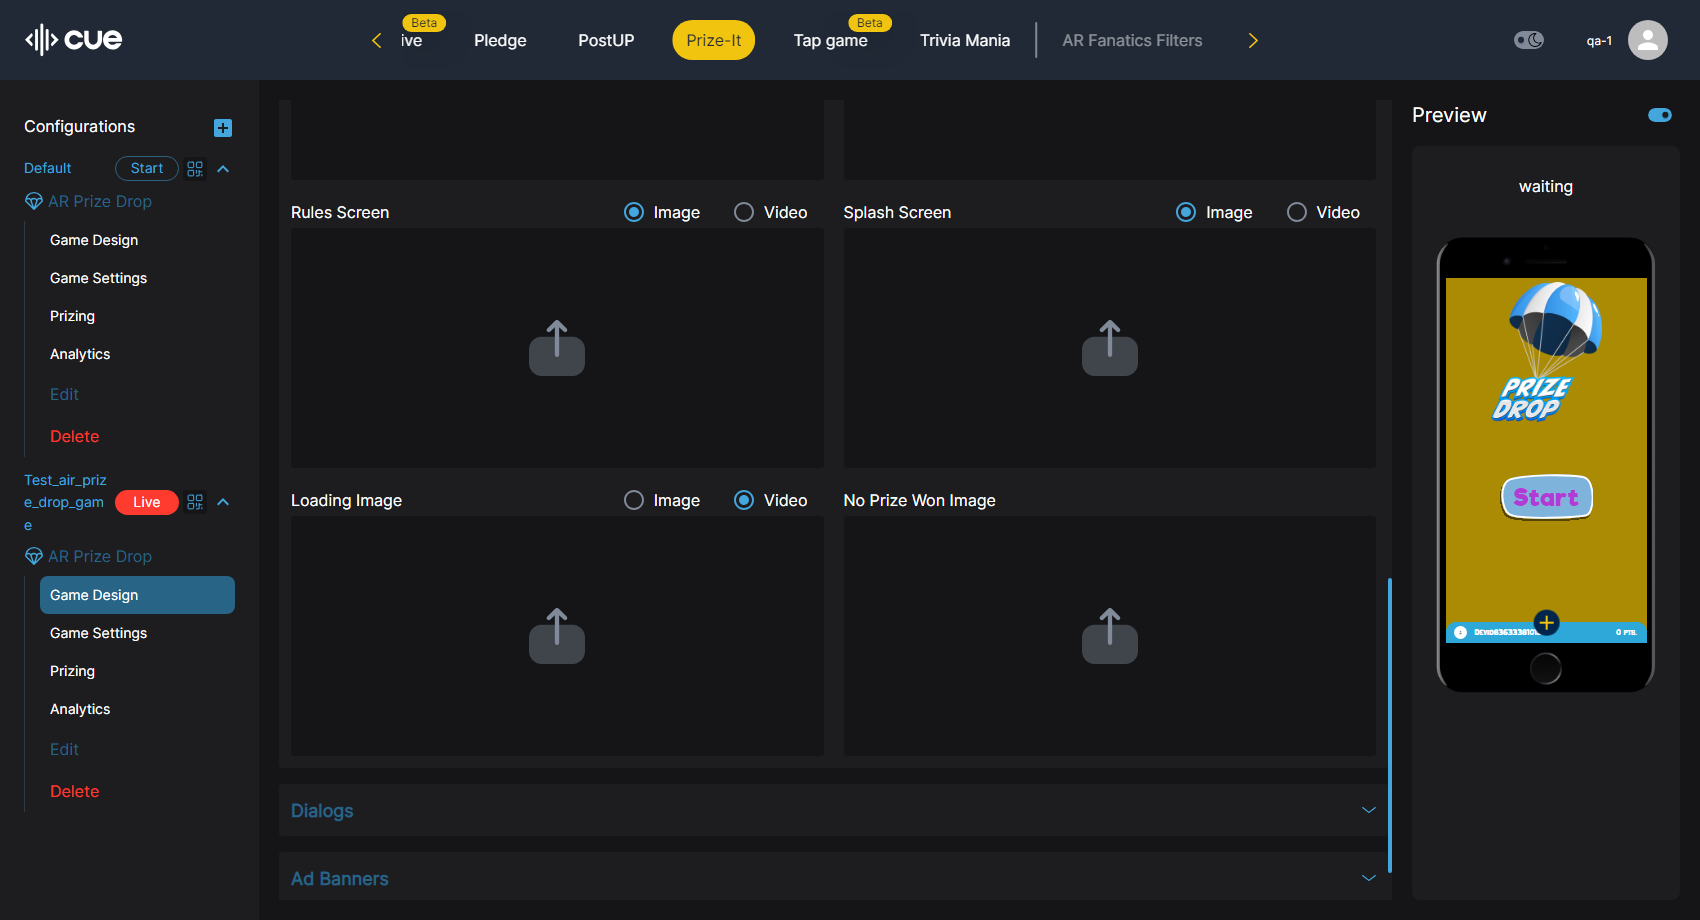 cue
Beta
ive
Pledge
PostUP
Prize-It
Beta
Tap game
Trivia Mania
AR Fanatics Filters
qa-1
Configurations
Default
Start
AR Prize Drop
Game Design
Game Settings
Prizing
Analytics
Edit
Delete
Test_air_priz
e_drop_gam
e
Live
AR Prize Drop
Game Design
Game Settings
Prizing
Analytics
Edit
Delete
Rules Screen
Image
Video
Splash Screen
Image
Video
Loading Image
Image
Video
No Prize Won Image
Dialogs
Ad Banners
Preview
waiting
PRIZE
DROP
Start
0 PTS.